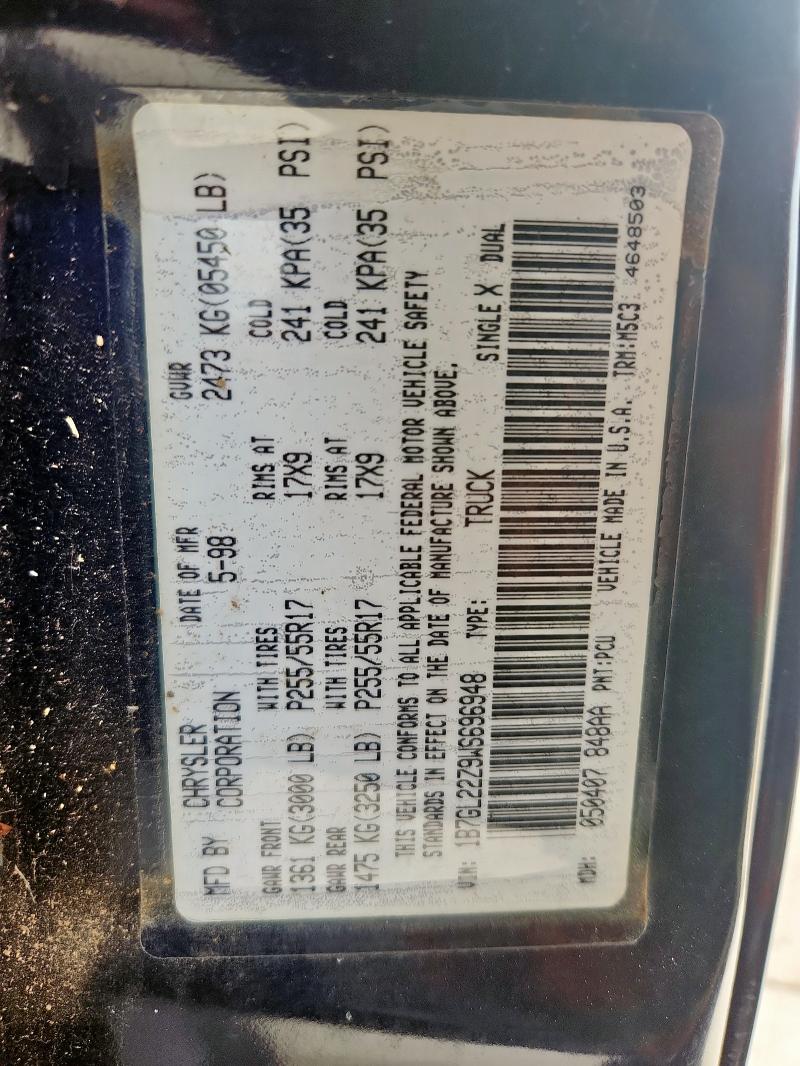 MFD BY CHRYSLER CORPORATION DATE OF MFR 5-98 GVWR 2473 KG(05450 LB)
GAWR FRONT WITH TIRES RIMS AT COLD
1361 KG(3000 LB) P255/55R17 17X9 241 KPA(35 PSI)
GAWR REAR WITH TIRES RIMS AT COLD
1475 KG(3250 LB) P255/55R17 17X9 241 KPA(35 PSI)
THIS VEHICLE CONFORMS TO ALL APPLICABLE FEDERAL MOTOR VEHICLE SAFETY
STANDARDS IN EFFECT ON THE DATE OF MANUFACTURE SHOWN ABOVE.
VIN: 1B7GL22Z9WS696948 TYPE: TRUCK SINGLE X DUAL
MDH: 050407 848AA PNT:PCU VEHICLE MADE IN U.S.A. TRM:M5C3 4648503